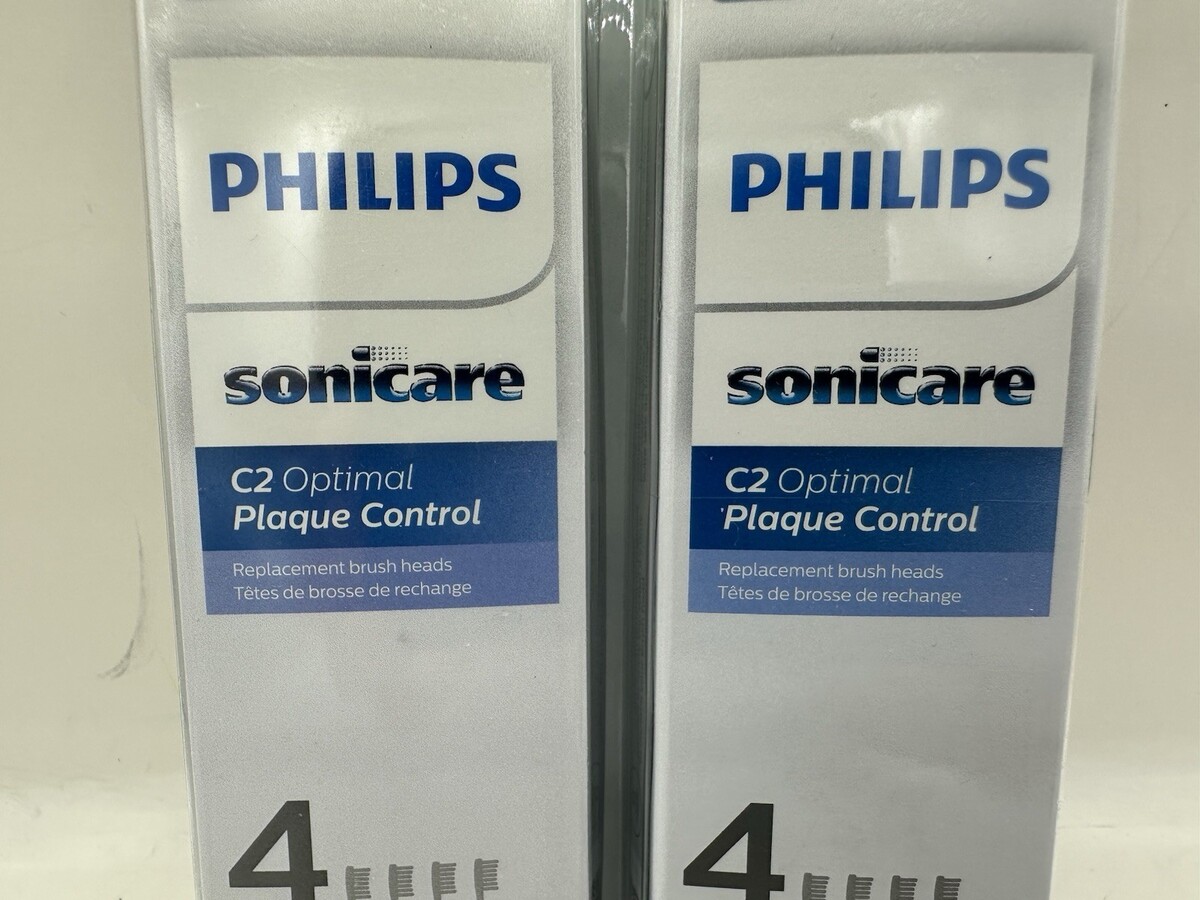 PHILIPS
sonicare
C2 Optimal
Plaque Control
Replacement brush heads
Têtes de brosse de rechange
4
PHILIPS
sonicare
C2 Optimal
Plaque Control
Replacement brush heads
Têtes de brosse de rechange
4